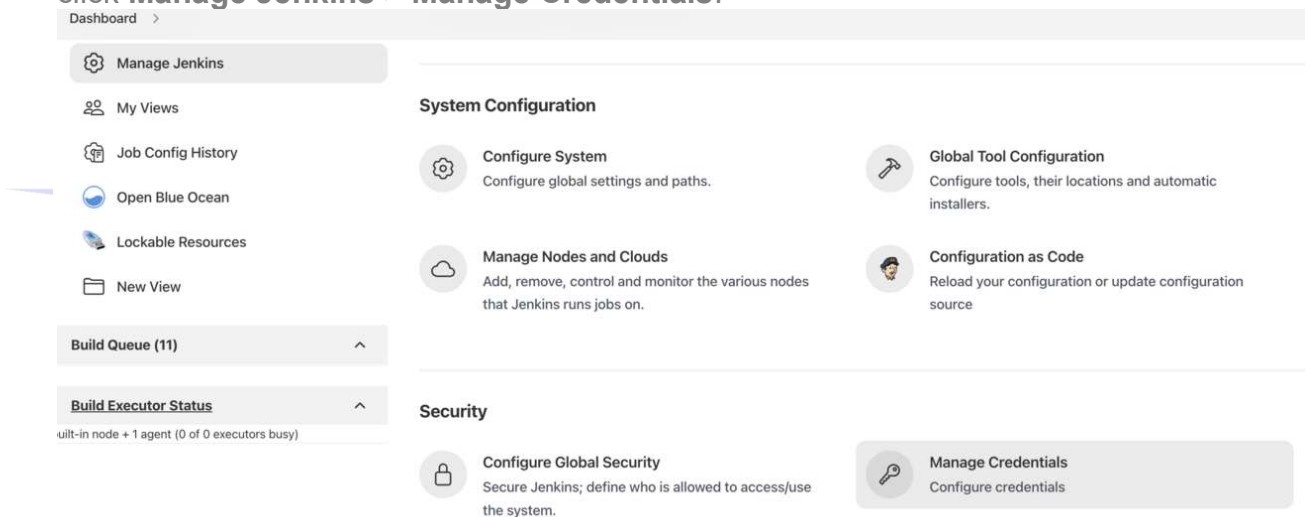 click Manage Jenkins > Manage Credentials.
Dashboard >
Manage Jenkins
My Views
Job Config History
Open Blue Ocean
Lockable Resources
New View
Build Queue (11)
Build Executor Status
uilt-in node + 1 agent (0 of 0 executors busy)
System Configuration
Configure System
Configure global settings and paths.
Global Tool Configuration
Configure tools, their locations and automatic
installers.
Manage Nodes and Clouds
Add, remove, control and monitor the various nodes
that Jenkins runs jobs on.
Configuration as Code
Reload your configuration or update configuration
source
Security
Configure Global Security
Secure Jenkins; define who is allowed to access/use
the system.
Manage Credentials
Configure credentials